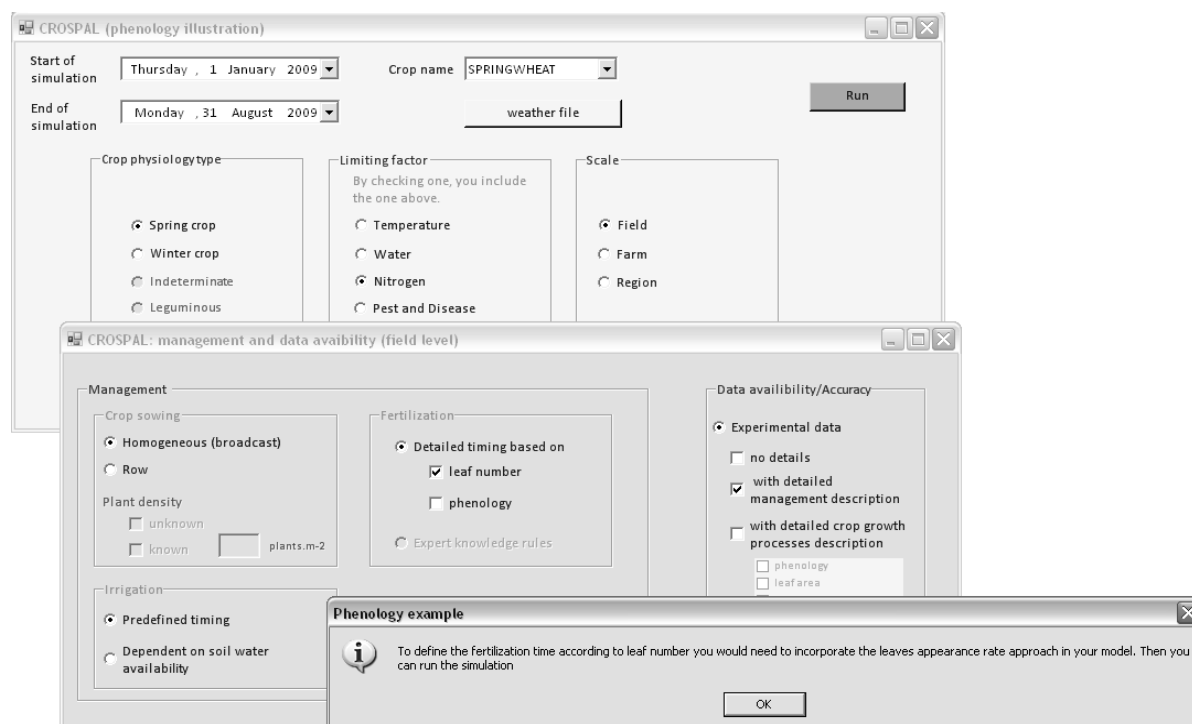 CROSPAL (phenology illustration)
Start of
simulation
Thursday , 1 January 2009
Crop name
SPRINGWHEAT
Run
End of
simulation
Monday ,31 August 2009
weather file
Crop physiology type
Spring crop
Winter crop
Indeterminate
Leguminous
Limiting factor
By checking one, you include
the one above.
Temperature
Water
Nitrogen
Pest and Disease
Scale
Field
Farm
Region
CROSPAL: management and data avaibility (field level)
Management
Crop sowing
Homogeneous (broadcast)
Row
Plant density
unknown
known
plants.m-2
Fertilization
Detailed timing based on
leaf number
phenology
Expert knowledge rules
Irrigation
Predefined timing
Dependent on soil water
availability
Data availibility/Accuracy
Experimental data
no details
with detailed
management description
with detailed crop growth
processes description
phenology
leaf area
Phenology example
To define the fertilization time according to leaf number you would need to incorporate the leaves appearance rate approach in your model. Then you
can run the simulation
OK